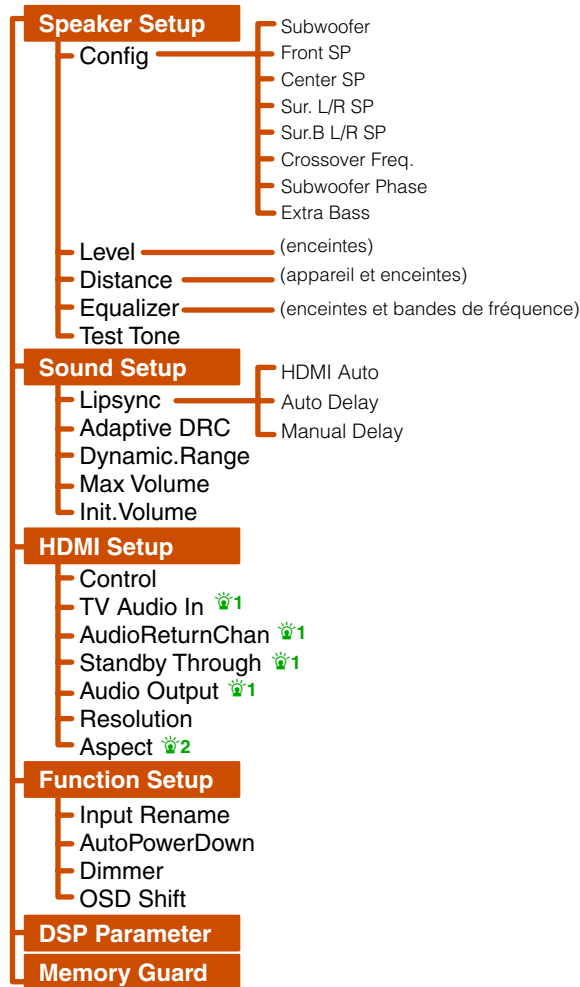 Speaker Setup
Config
Subwoofer
Front SP
Center SP
Sur. L/R SP
Sur.B L/R SP
Crossover Freq.
Subwoofer Phase
Extra Bass
Level
(enceintes)
Distance
(appareil et enceintes)
Equalizer
(enceintes et bandes de fréquence)
Test Tone
Sound Setup
Lipsync
HDMI Auto
Auto Delay
Manual Delay
Adaptive DRC
Dynamic.Range
Max Volume
Init.Volume
HDMI Setup
Control
TV Audio In 1
AudioReturnChan 1
Standby Through 1
Audio Output 1
Resolution
Aspect 2
Function Setup
Input Rename
AutoPowerDown
Dimmer
OSD Shift
DSP Parameter
Memory Guard